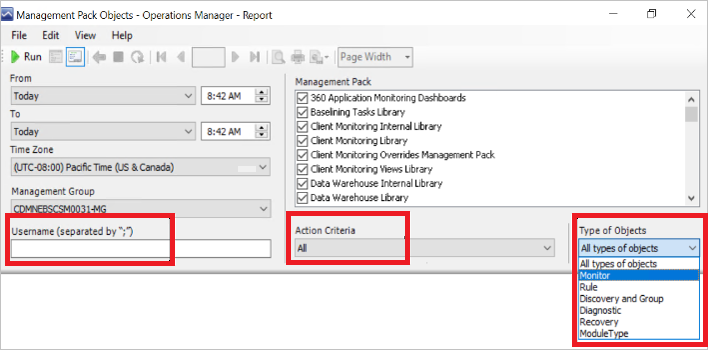 Management Pack Objects - Operations Manager - Report
File Edit View Help
Run
Page Width
From
Today 8:42 AM
To
Today 8:42 AM
Time Zone
(UTC-08:00) Pacific Time (US & Canada)
Management Group
CDMNEBSCSM0031-MG
Username (separated by “;”)
Management Pack
360 Application Monitoring Dashboards
Baselining Tasks Library
Client Monitoring Internal Library
Client Monitoring Library
Client Monitoring Overrides Management Pack
Client Monitoring Views Library
Data Warehouse Internal Library
Data Warehouse Library
Action Criteria
All
Type of Objects
All types of objects
All types of objects
Monitor
Rule
Discovery and Group
Diagnostic
Recovery
ModuleType